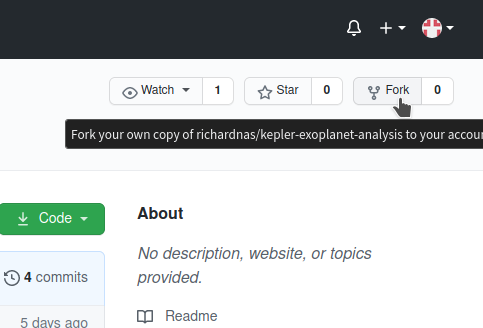 Watch 1 Star 0 Fork 0
Fork your own copy of richardnas/kepler-exoplanet-analysis to your accou
Code
About
No description, website, or topics
provided.
4 commits
Readme
5 days ago